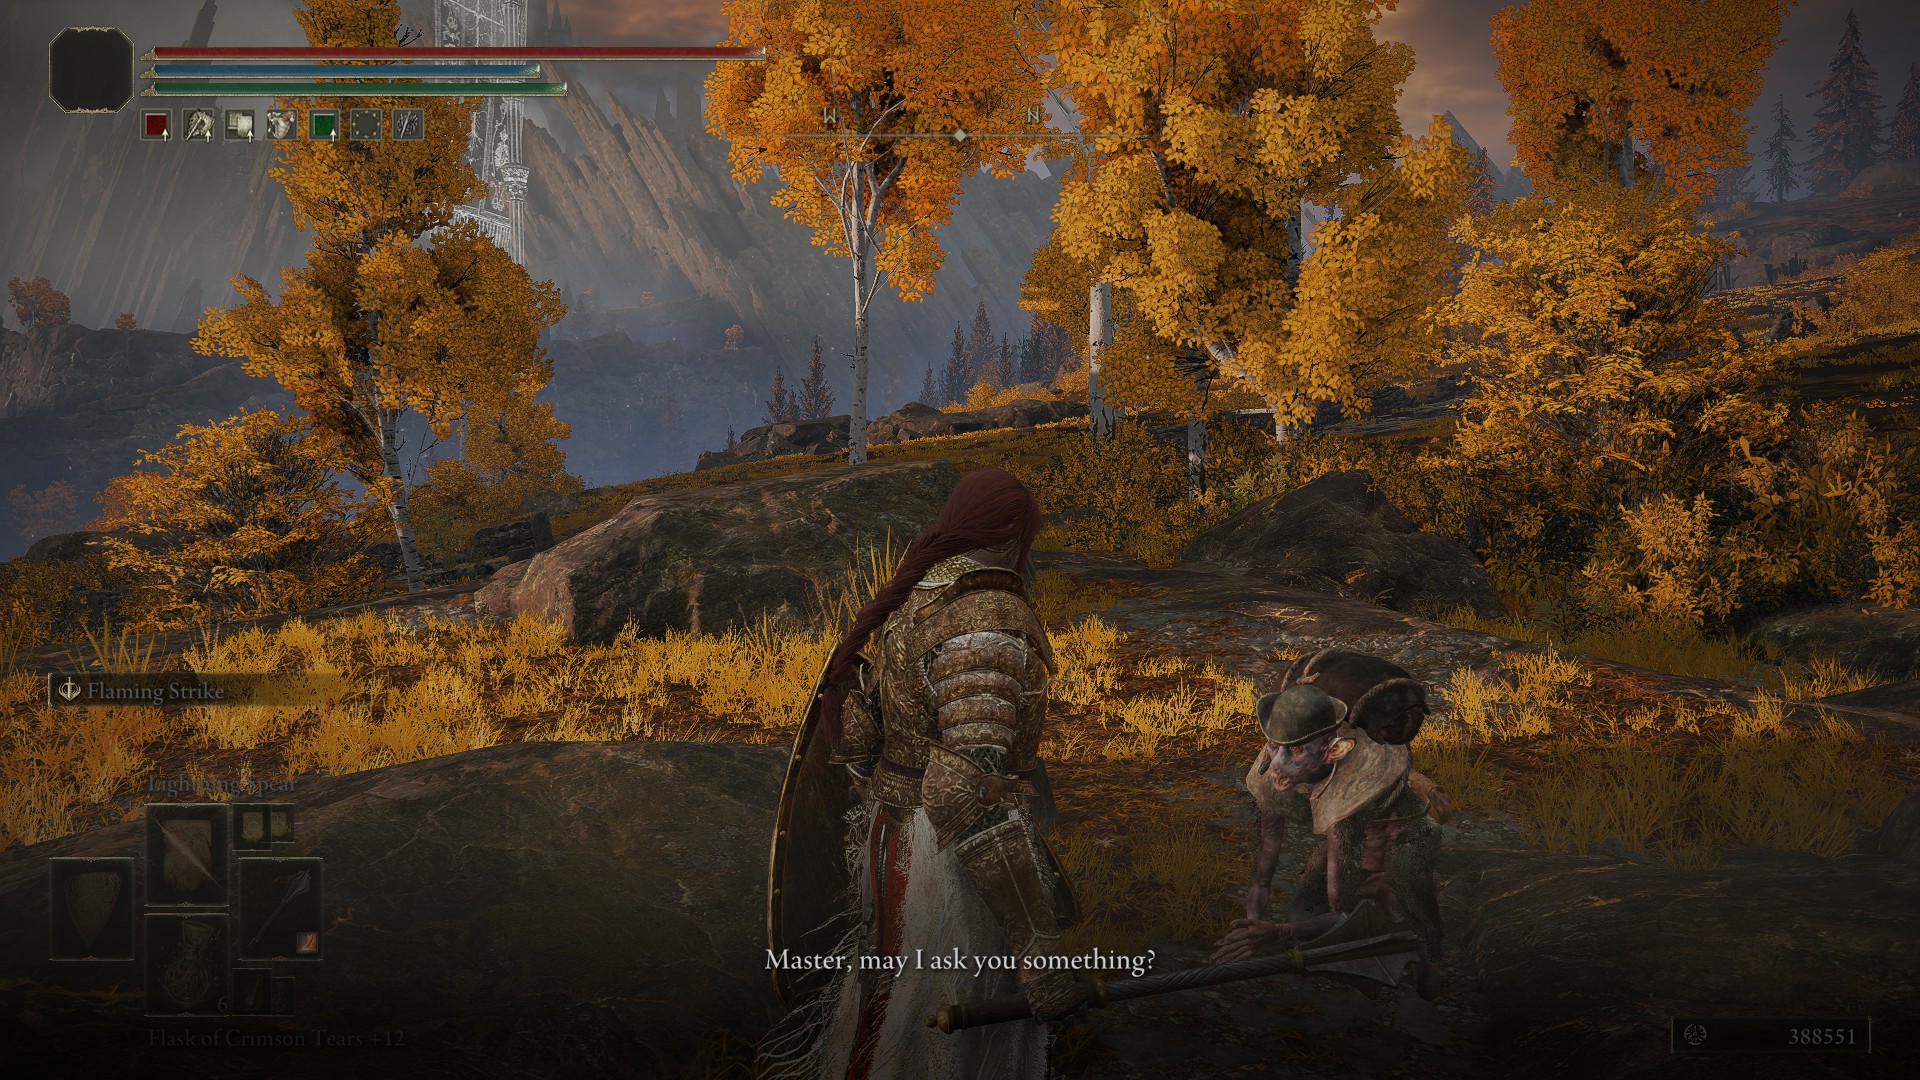 W N
Flaming Strike
Lightning Spear
6
Master, may I ask you something?
Flask of Crimson Tears +12
388551